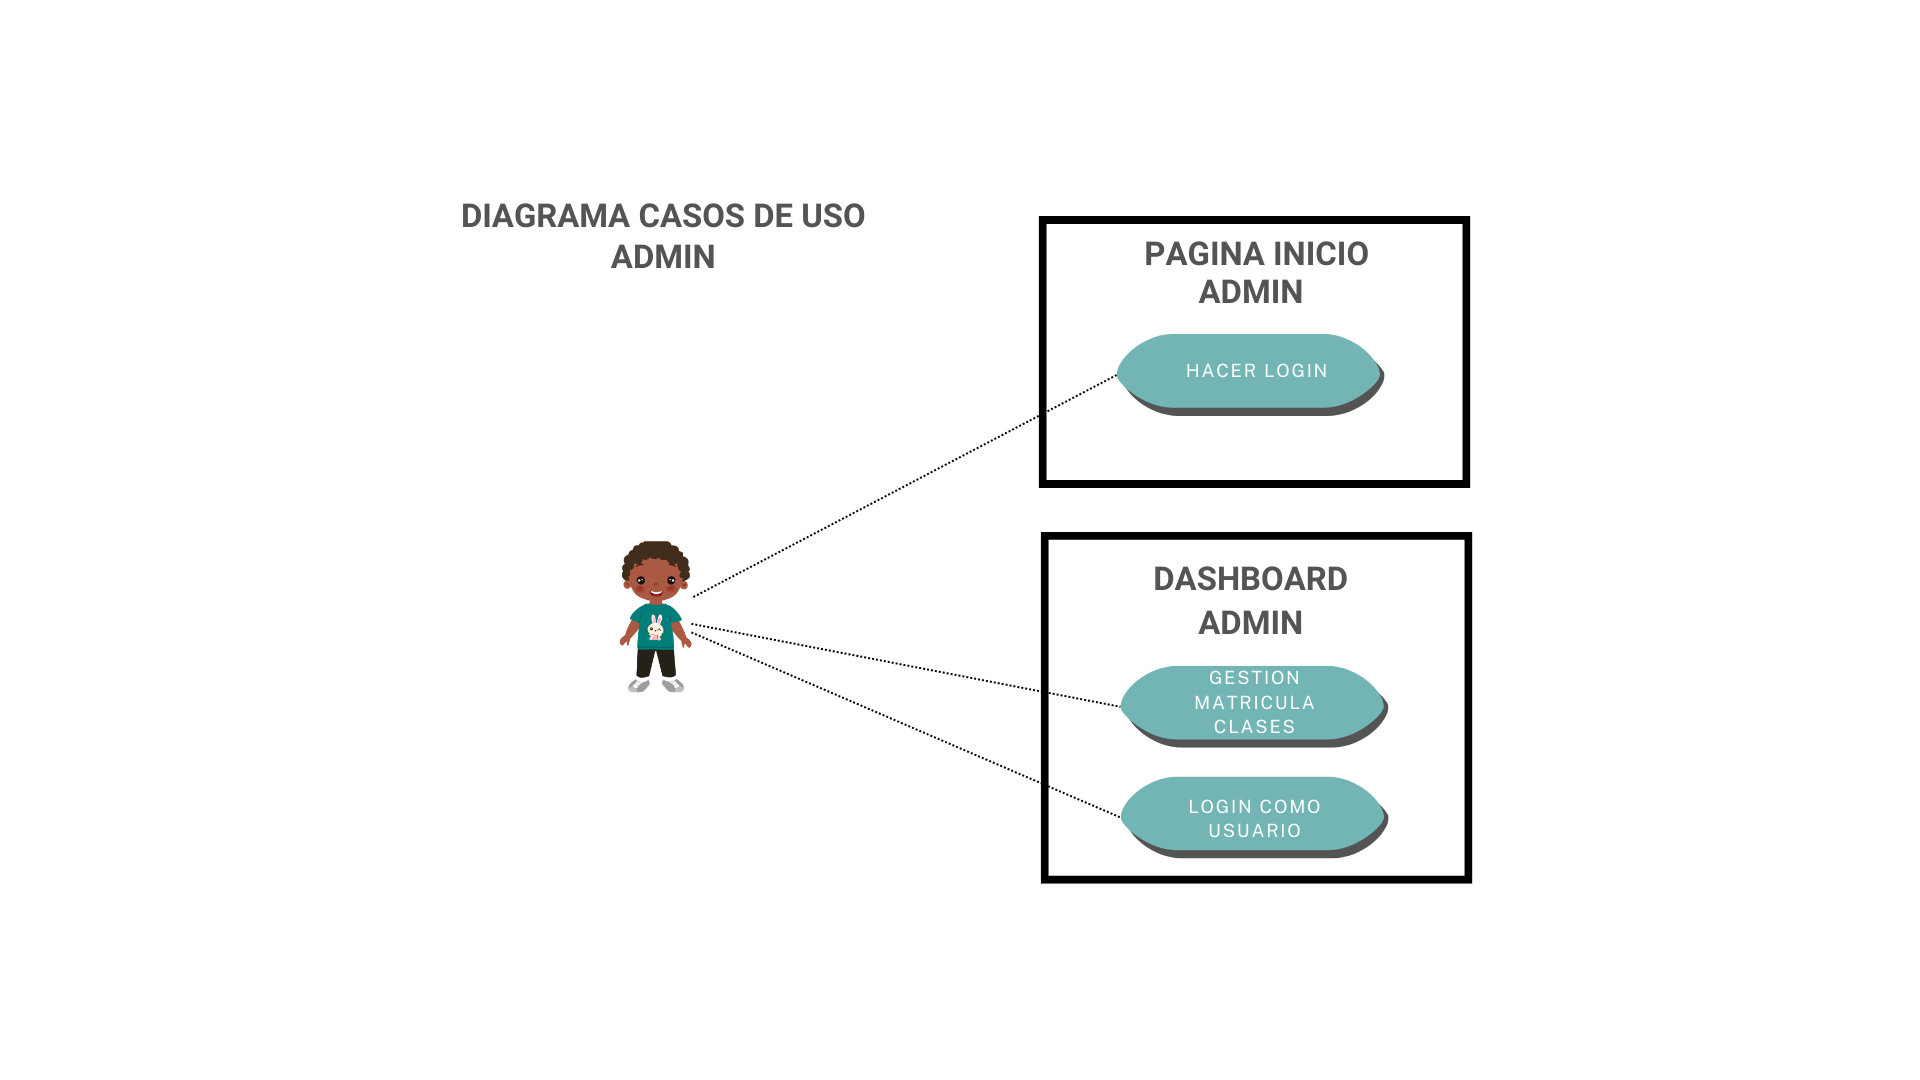 DIAGRAMA CASOS DE USO
ADMIN
PAGINA INICIO
ADMIN
HACER LOGIN
DASHBOARD
ADMIN
GESTION
MATRICULA
CLASES
LOGIN COMO
USUARIO